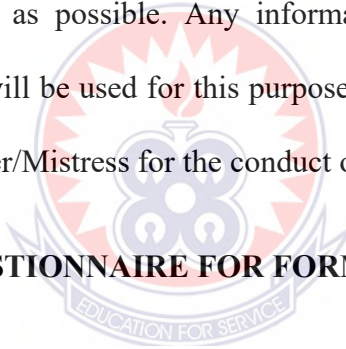 as possible. Any informa
will be used for this purpose
er/Mistress for the conduct o
STIONNAIRE FOR FORM
EDUCATION FOR SERVICE